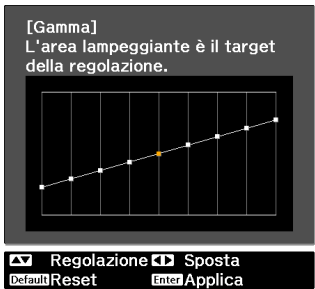 [Gamma]
L'area lampeggiante è il target
della regolazione.
Regolazione Sposta
Default Reset Enter Applica